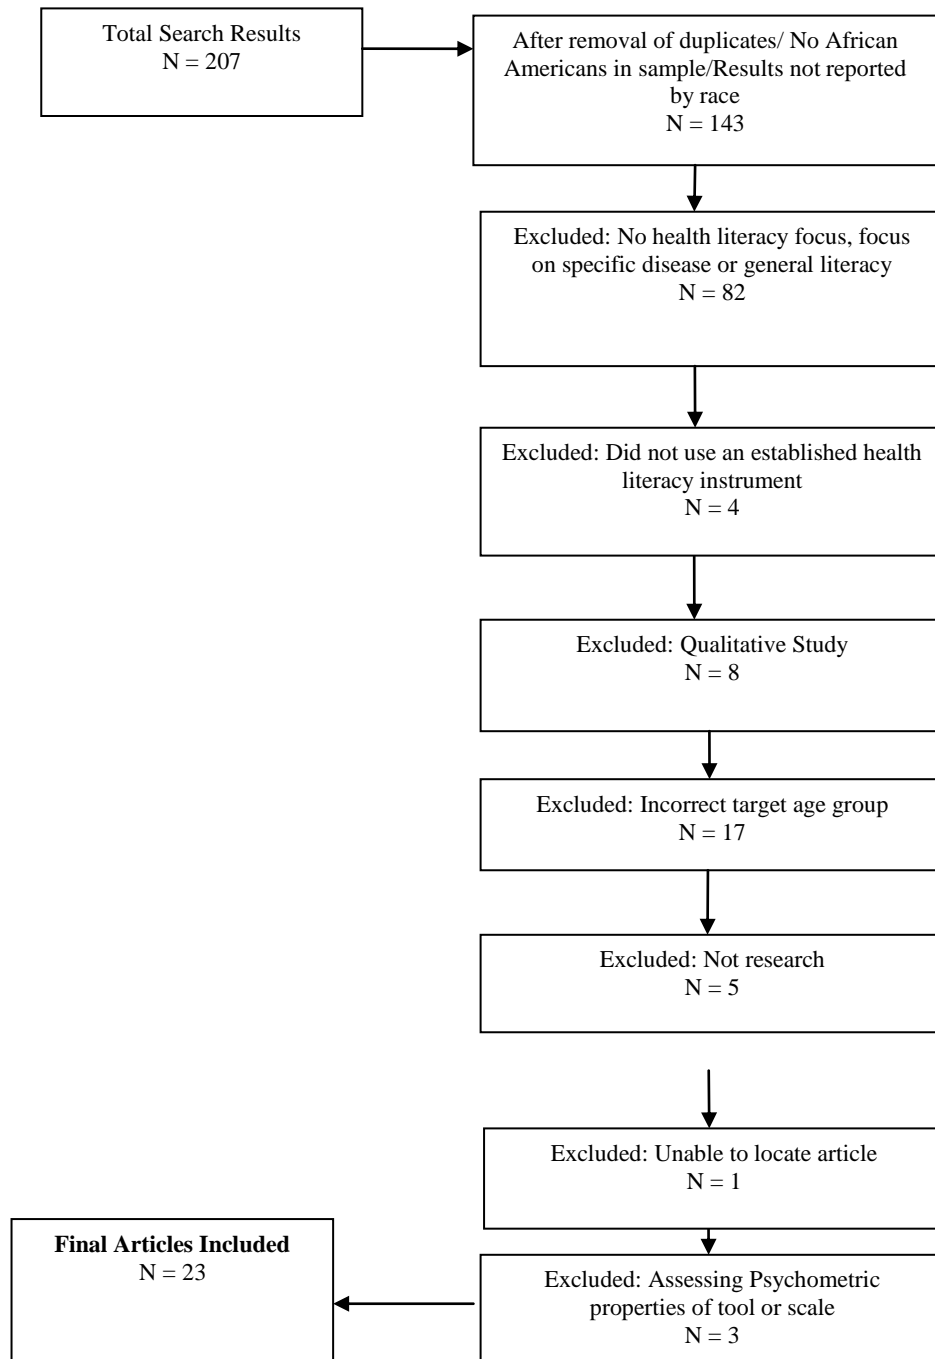 Total Search Results
N = 207
After removal of duplicates/ No African
Americans in sample/Results not reported
by race
N = 143
Excluded: No health literacy focus, focus
on specific disease or general literacy
N = 82
Excluded: Did not use an established health
literacy instrument
N = 4
Excluded: Qualitative Study
N = 8
Excluded: Incorrect target age group
N = 17
Excluded: Not research
N = 5
Excluded: Unable to locate article
N = 1
Excluded: Assessing Psychometric
properties of tool or scale
N = 3
Final Articles Included
N = 23